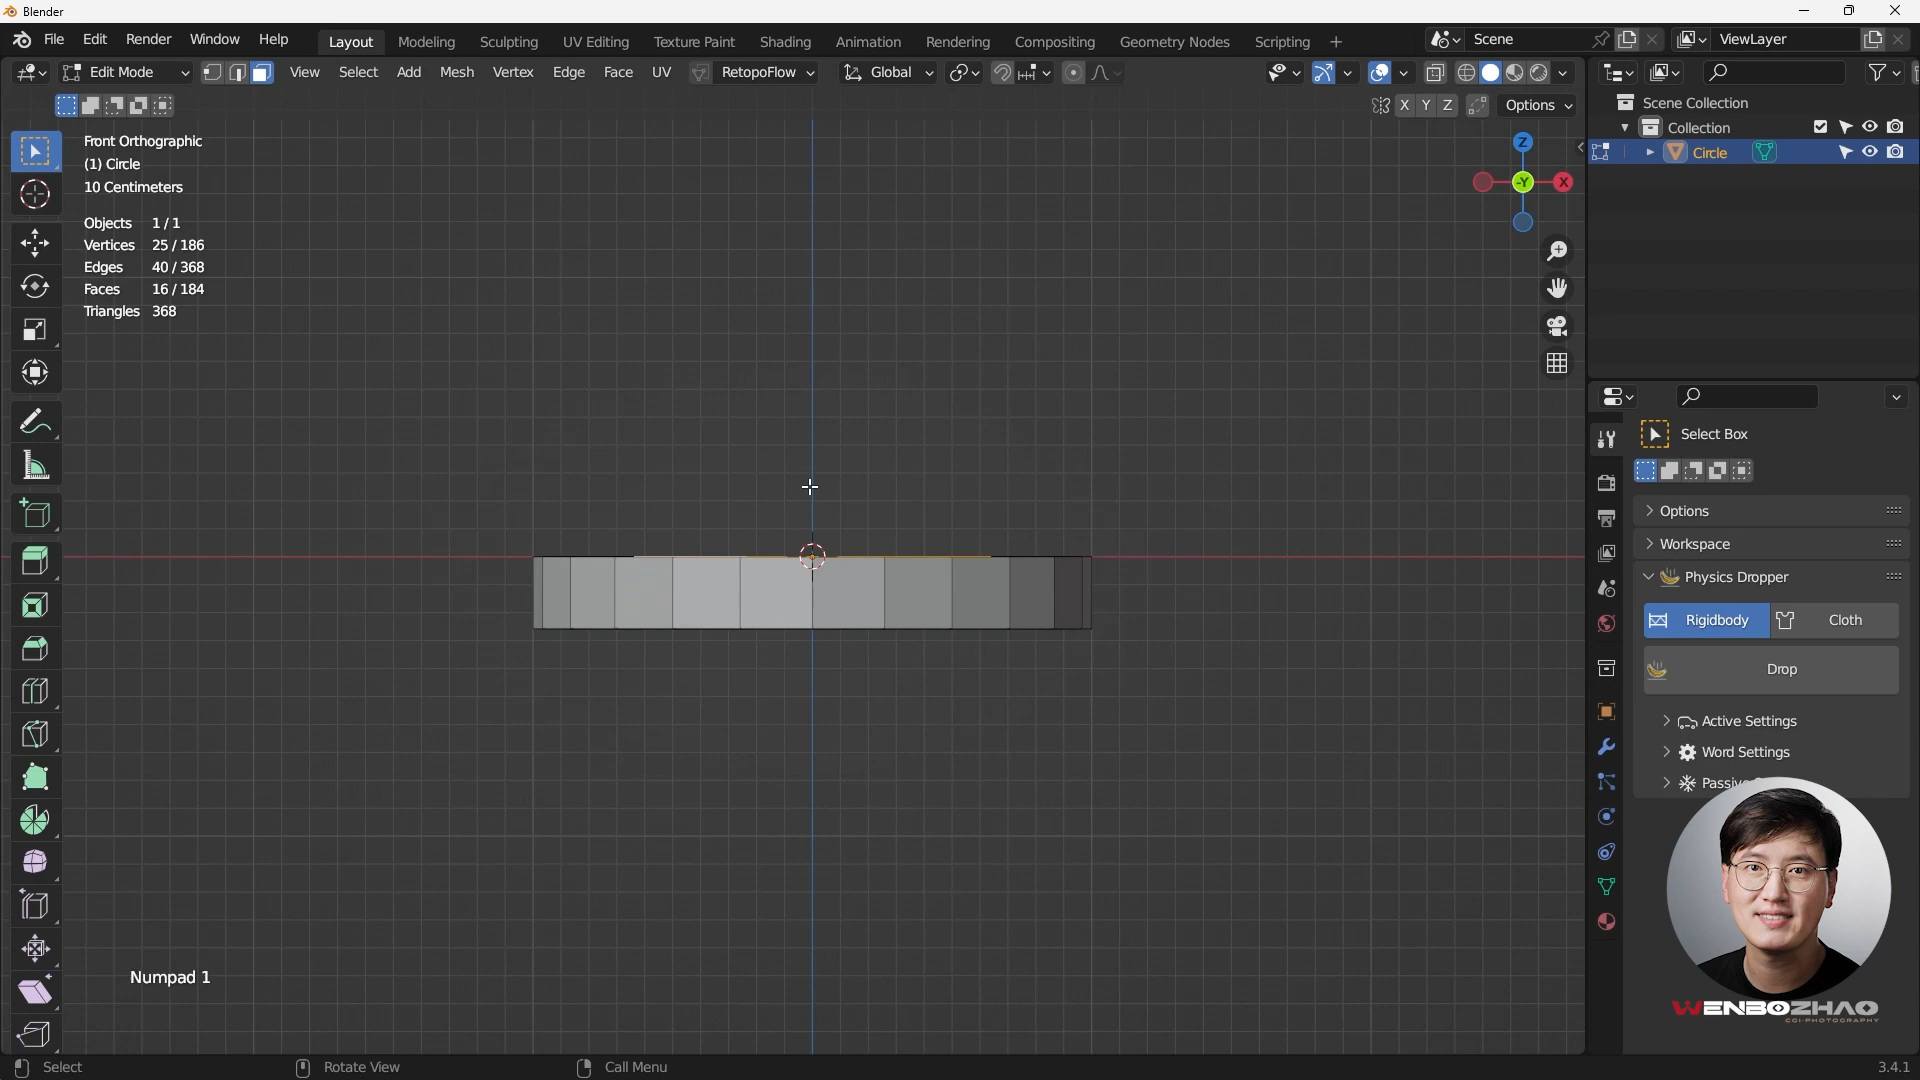 Blender
File Edit Render Window Help Layout Modeling Sculpting UV Editing Texture Paint Shading Animation Rendering Compositing Geometry Nodes Scripting + Scene ViewLayer
Edit Mode View Select Add Mesh Vertex Edge Face UV RetopoFlow Global
X Y Z Options
Scene Collection
Collection
Circle
Front Orthographic
(1) Circle
10 Centimeters
Objects 1/1
Vertices 25/186
Edges 40/368
Faces 16/184
Triangles 368
Z
-Y
X
Select Box
Options
Workspace
Physics Dropper
Rigidbody Cloth
Drop
Active Settings
Word Settings
Numpad 1
WENBOZHAO
CGI-PHOTOGRAPHY
Select Rotate View Call Menu 3.4.1